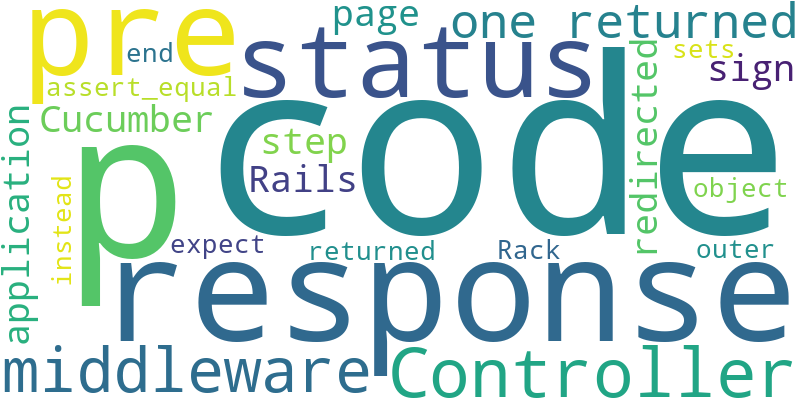 pre
end
page
one returned
status
sets
sign
assert_equal
Cucumber
code
p
step
Rails
redirected
object
application
instead
expect
returned
Rack
outer
response
middleware
Controller